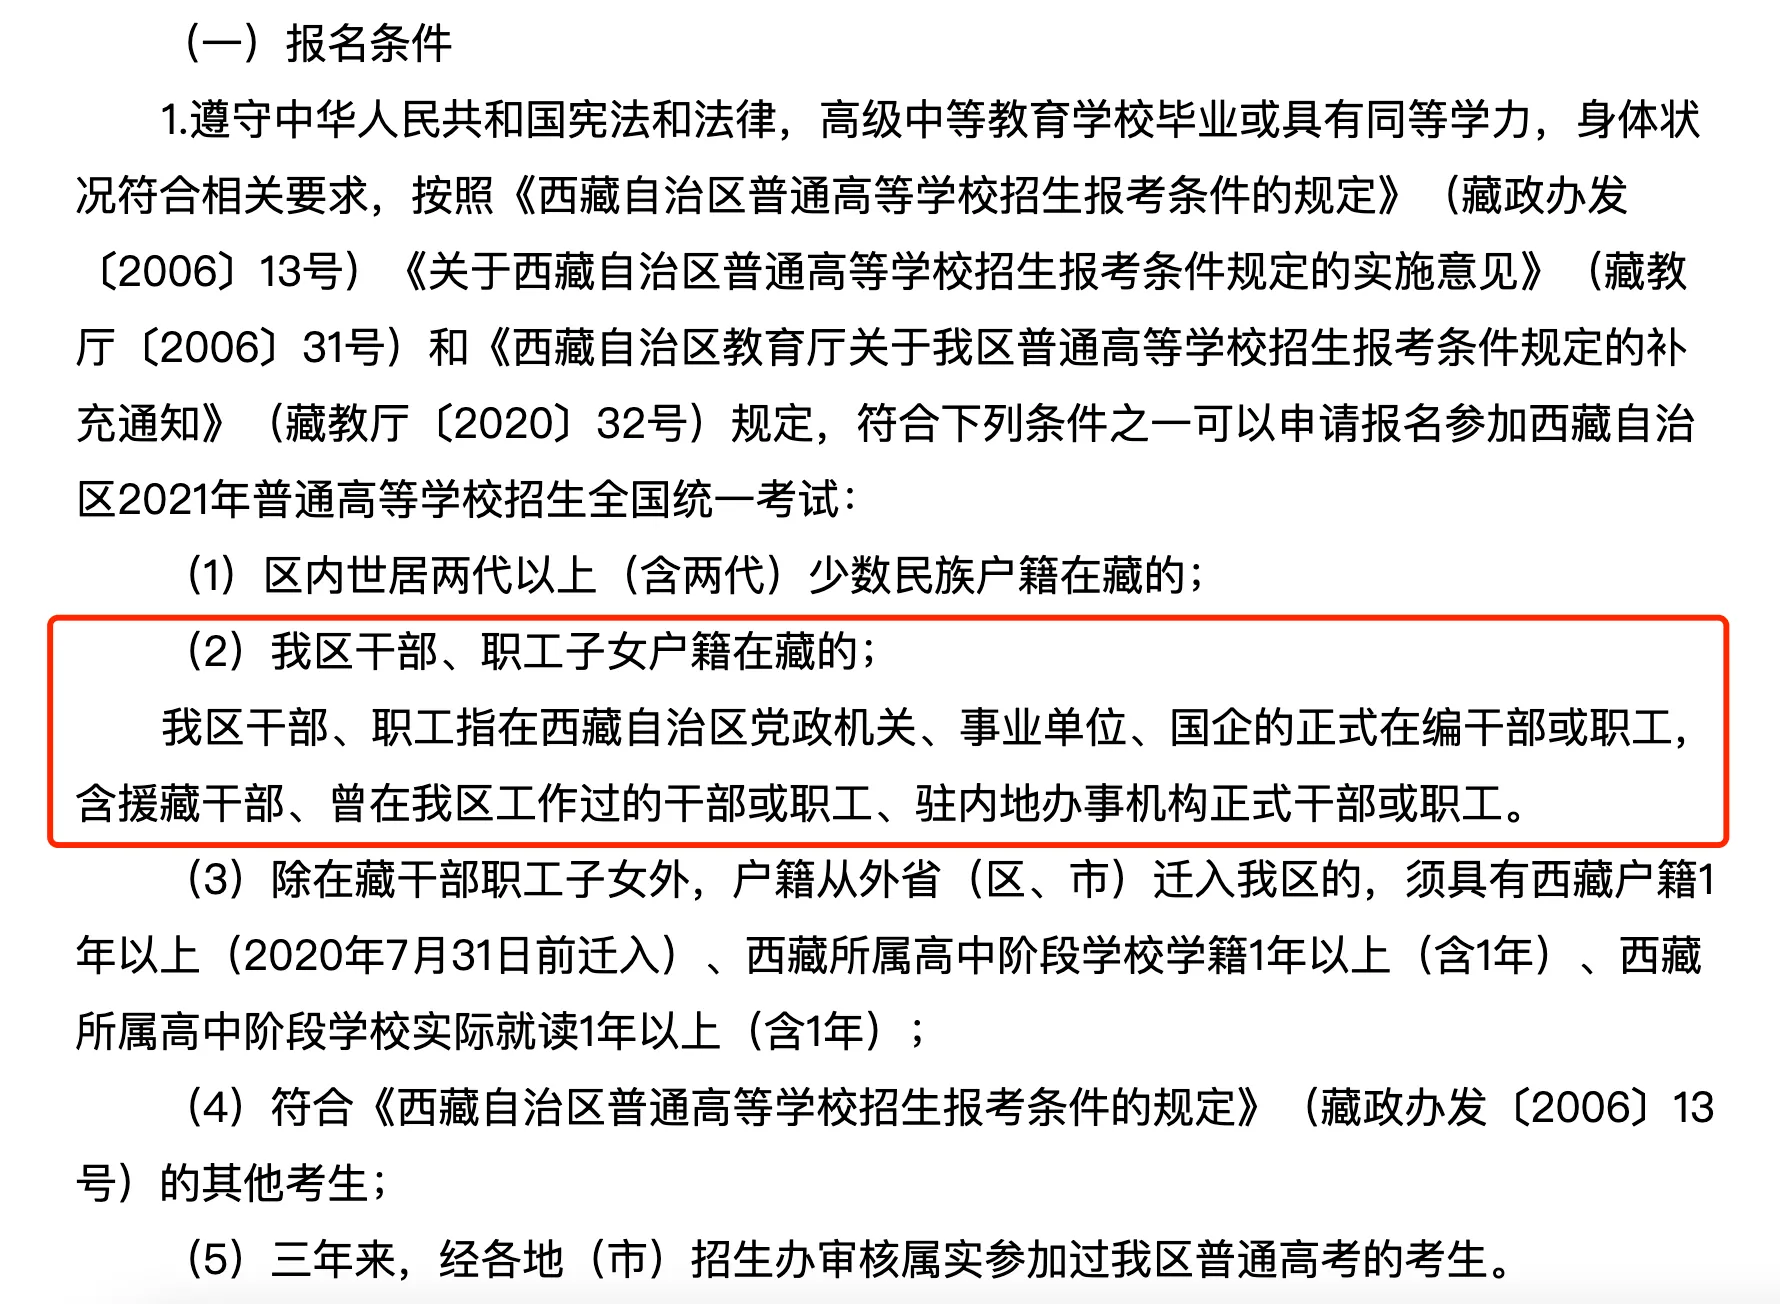 （一）报名条件
1.遵守中华人民共和国宪法和法律，高级中等教育学校毕业或具有同等学力，身体状
况符合相关要求，按照《西藏自治区普通高等学校招生报考条件的规定》（藏政办发
〔2006〕13号）《关于西藏自治区普通高等学校招生报考条件规定的实施意见》（藏教
厅〔2006〕31号）和《西藏自治区教育厅关于我区普通高等学校招生报考条件规定的补
充通知》（藏教厅〔2020〕32号）规定，符合下列条件之一可以申请报名参加西藏自治
区2021年普通高等学校招生全国统一考试：
（1）区内世居两代以上（含两代）少数民族户籍在藏的；
（2）我区干部、职工子女户籍在藏的；
我区干部、职工指在西藏自治区党政机关、事业单位、国企的正式在编干部或职工，
含援藏干部、曾在我区工作过的干部或职工、驻内地办事机构正式干部或职工。
（3）除在藏干部职工子女外，户籍从外省（区、市）迁入我区的，须具有西藏户籍1
年以上（2020年7月31日前迁入）、西藏所属高中阶段学校学籍1年以上（含1年）、西藏
所属高中阶段学校实际就读1年以上（含1年）；
（4）符合《西藏自治区普通高等学校招生报考条件的规定》（藏政办发〔2006〕13
号）的其他考生；
（5）三年来，经各地（市）招生办审核属实参加过我区普通高考的考生。